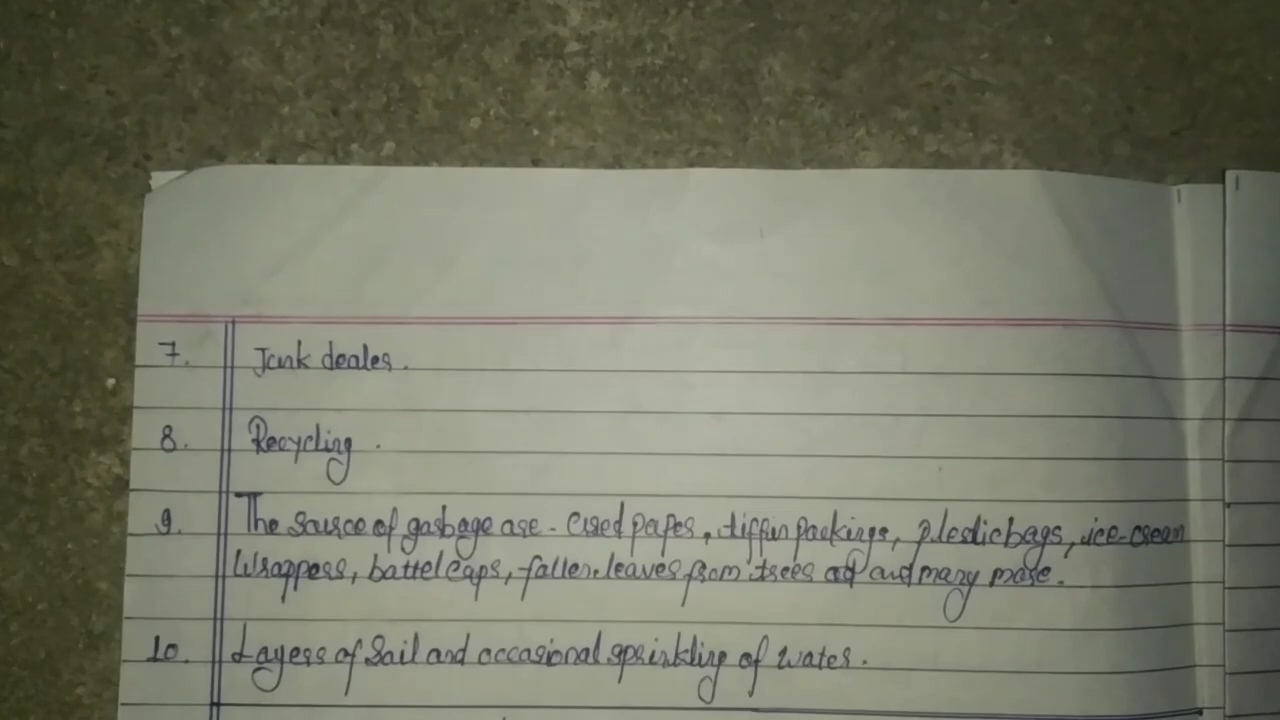 7. Junk dealer.
8. Recycling.
9. The source of garbage are - Used paper, tiffin packings, plastic bags, ice-cream
wrappers, bottel caps, fallen leaves from trees and many more.
10. Layers of Soil and occasional sprinkling of water.